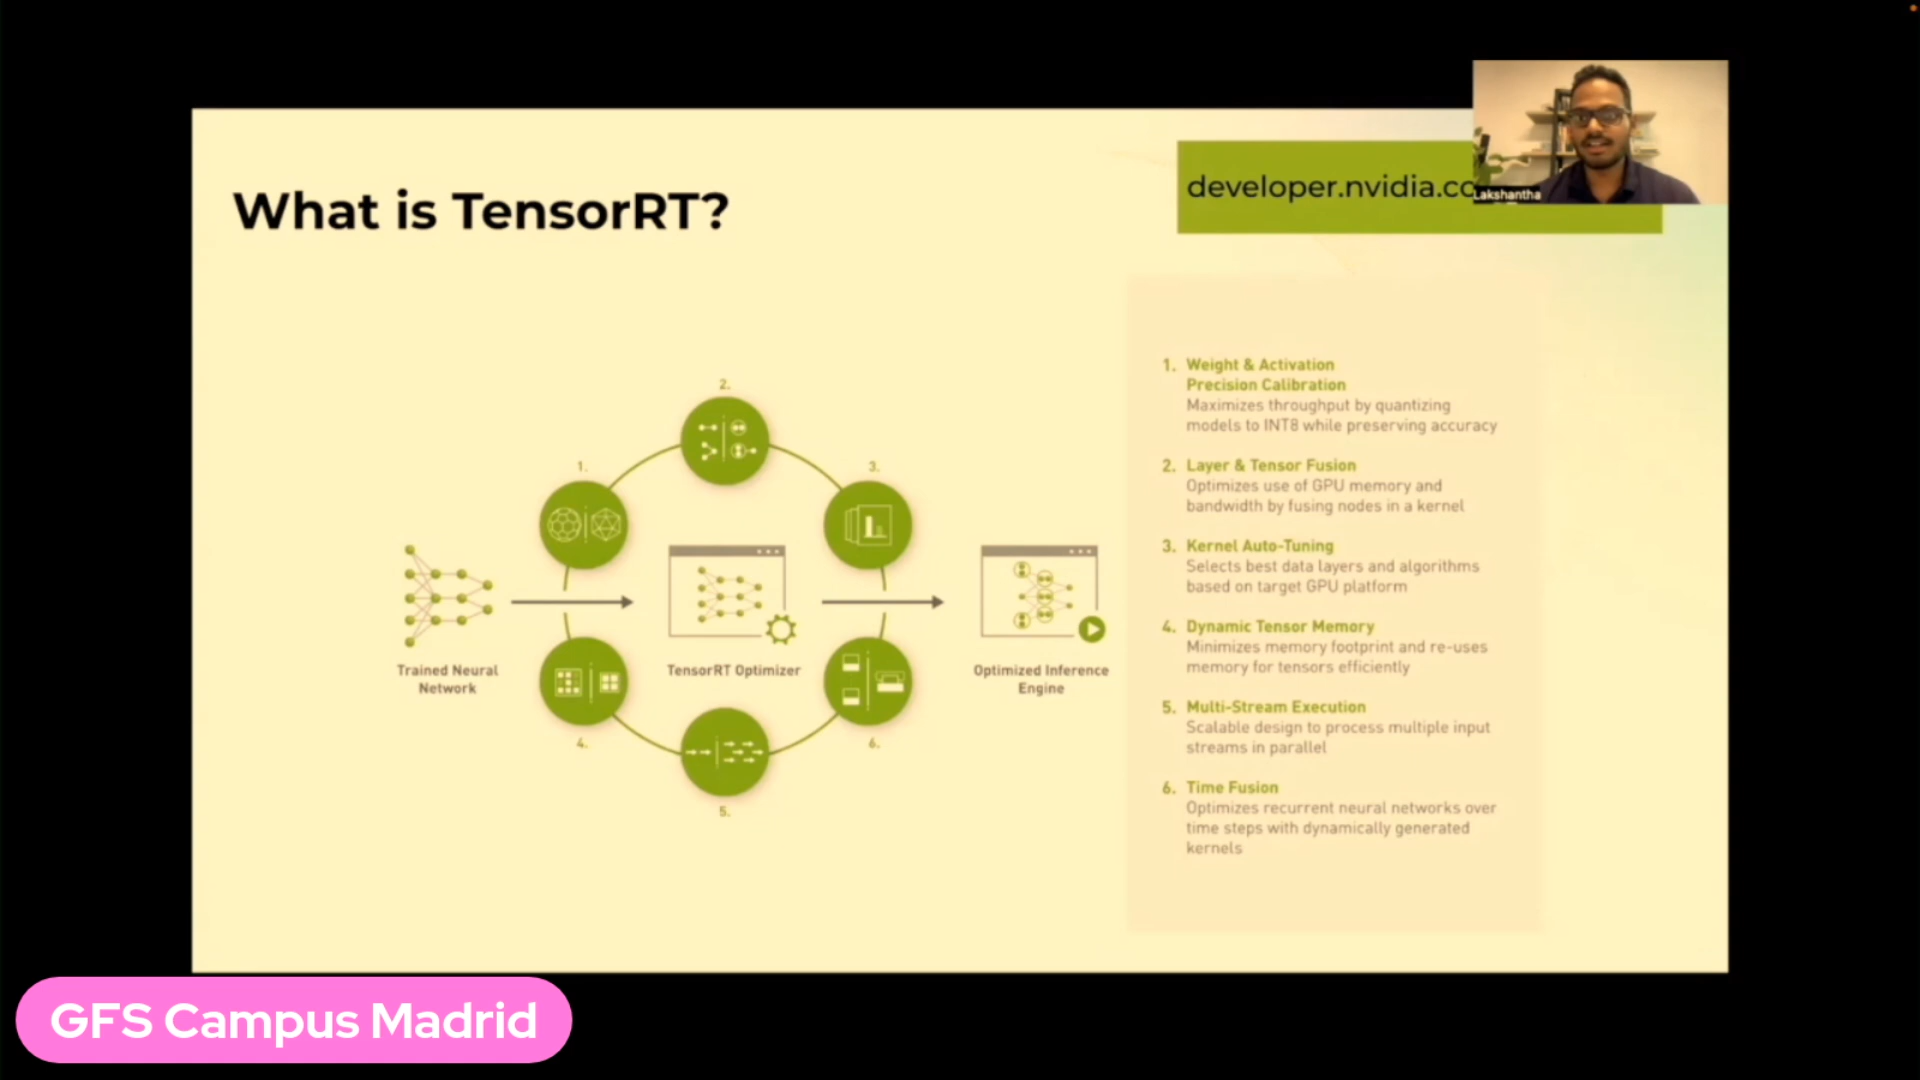 What is TensorRT?
developer.nvidia.co
Lakshantha
1. Weight & Activation
Precision Calibration
Maximizes throughput by quantizing
models to INT8 while preserving accuracy
2. Layer & Tensor Fusion
Optimizes use of GPU memory and
bandwidth by fusing nodes in a kernel
3. Kernel Auto-Tuning
Selects best data layers and algorithms
based on target GPU platform
4. Dynamic Tensor Memory
Minimizes memory footprint and re-uses
memory for tensors efficiently
5. Multi-Stream Execution
Scalable design to process multiple input
streams in parallel
6. Time Fusion
Optimizes recurrent neural networks over
time steps with dynamically generated
kernels
2.
1.
3.
Trained Neural
Network
TensorRT Optimizer
Optimized Inference
Engine
4.
6.
5.
GFS Campus Madrid